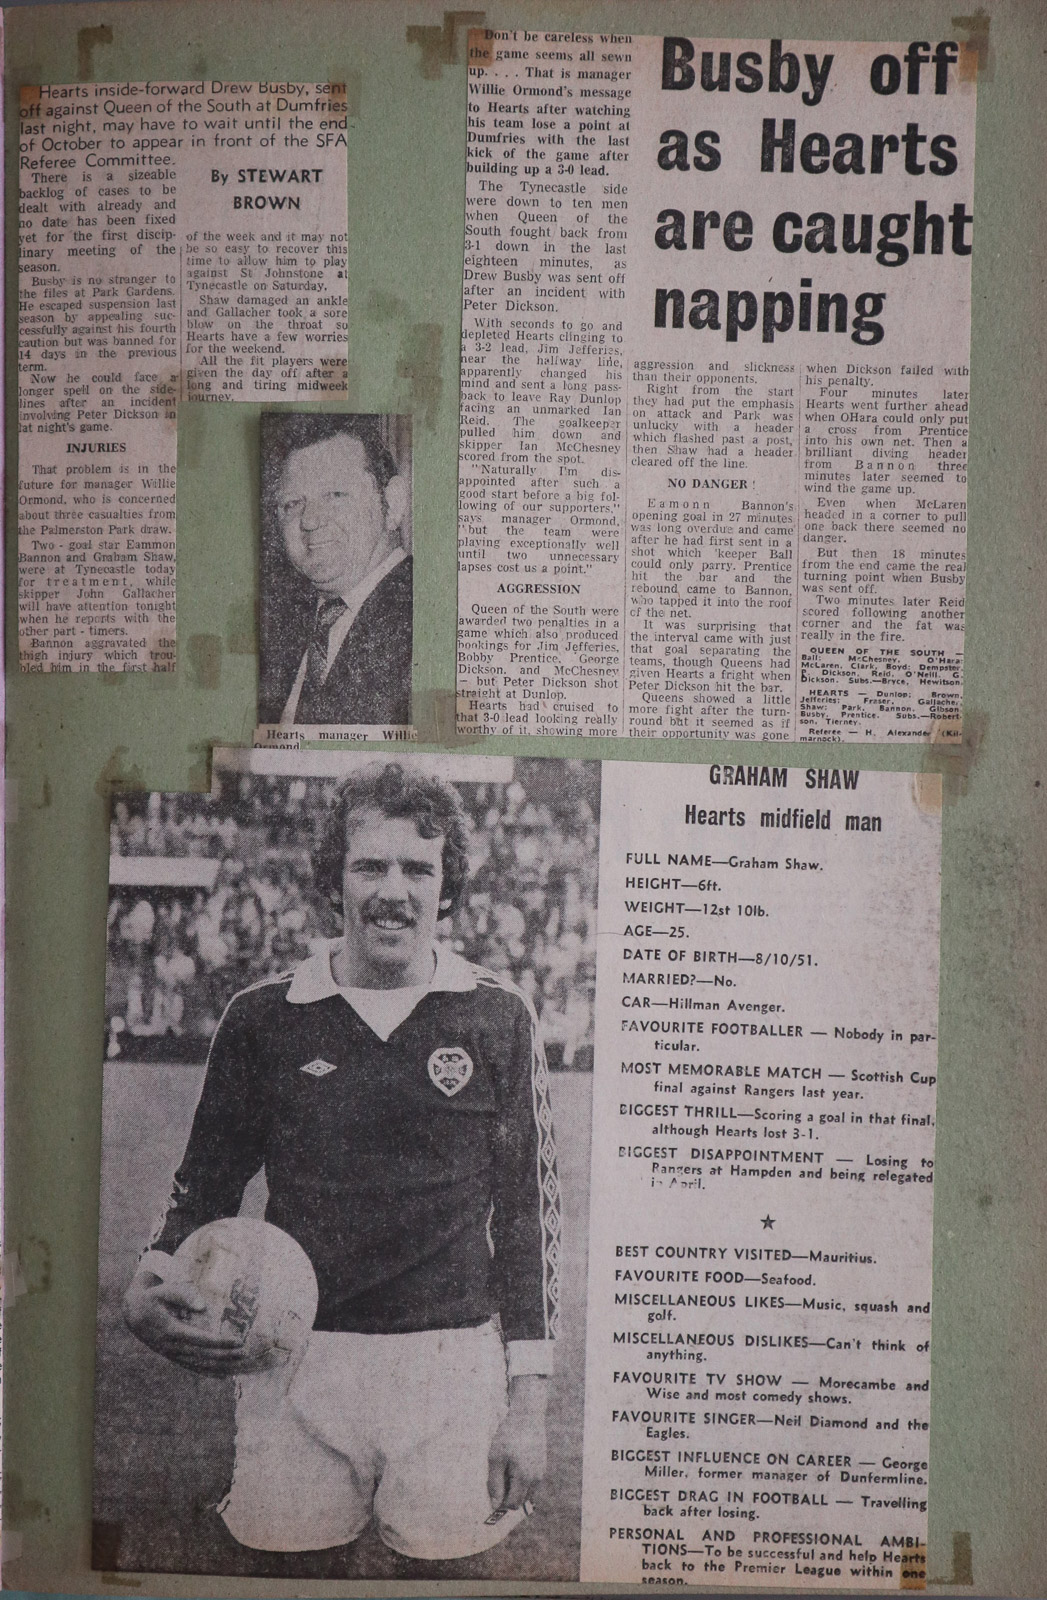 Hearts inside-forward Drew Busby, sent
off against Queen of the South at Dumfries
last night, may have to wait until the end
of October to appear in front of the SFA
Referee Committee.
There is a sizeable
backlog of cases to be
dealt with already and
no date has been fixed
yet for the first discip-
linary meeting of the
season.
Busby is no stranger to
the files at Park Gardens.
He escaped suspension last
season by appealing suc-
cessfully against his fourth
caution but was banned for
14 days in the previous
term.
Now he could face a
longer spell on the side-
lines after an incident
involving Peter Dickson in
lat night's game.
INJURIES
That problem is in the
future for manager Willie
Ormond, who is concerned
about three casualties from
the Palmerston Park draw.
Two - goal star Eammon
Bannon and Graham Shaw,
were at Tynecastle today
for treatment, while
skipper John Gallacher
will have attention tonight
when he reports with the
other part - timers.
Bannon aggravated the
thigh injury which trou-
bled him in the first half
By STEWART
BROWN
of the week and it may not
be so easy to recover this
time to allow him to play
against St Johnstone at
Tynecastle on Saturday.
Shaw damaged an ankle
and Gallacher took a sore
blow on the throat so
Hearts have a few worries
for the weekend.
All the fit players were
given the day off after a
long and tiring midweek
journey.
Hearts manager Willie
Ormond
Busby off
as Hearts
are caught
napping
Don't be careless when
the game seems all sewn
up. . . . That is manager
Willie Ormond's message
to Hearts after watching
his team lose a point at
Dumfries with the last
kick of the game after
building up a 3-0 lead.
The Tynecastle side
were down to ten men
when Queen of the
South fought back from
3-1 down in the last
eighteen minutes, as
Drew Busby was sent off
after an incident with
Peter Dickson.
With seconds to go and
depleted Hearts clinging to
a 3-2 lead, Jim Jefferies,
near the halfway line,
apparently changed his
mind and sent a long pass-
back to leave Ray Dunlop
facing an unmarked Ian
Reid. The goalkeeper
pulled him down and
skipper Ian McChesney
scored from the spot.
"Naturally I'm dis-
appointed after such a
good start before a big fol-
lowing of our supporters,"
says manager Ormond,
"but the team were
playing exceptionally well
until two unnecessary
lapses cost us a point."
AGGRESSION
Queen of the South were
awarded two penalties in a
game which also produced
bookings for Jim Jefferies,
Bobby Prentice, George
Dickson, and McChesney
— but Peter Dickson shot
straight at Dunlop.
Hearts had cruised to
that 3-0 lead looking really
worthy of it, showing more
aggression and slickness
than their opponents.
Right from the start
they had put the emphasis
on attack and Park was
unlucky with a header
which flashed past a post,
then Shaw had a header
cleared off the line.
NO DANGER !
Eamonn Bannon's
opening goal in 27 minutes
was long overdue and came
after he had first sent in a
shot which 'keeper Ball
could only parry. Prentice
hit the bar and the
rebound came to Bannon,
who tapped it into the roof
of the net.
It was surprising that
the interval came with just
that goal separating the
teams, though Queens had
given Hearts a fright when
Peter Dickson hit the bar.
Queens showed a little
more fight after the turn-
round but it seemed as if
their opportunity was gone
when Dickson failed with
his penalty.
Four minutes later
Hearts went further ahead
when OHara could only put
a cross from Prentice
into his own net. Then a
brilliant diving header
from Bannon three
minutes later seemed to
wind the game up.
Even when McLaren
headed in a corner to pull
one back there seemed no
danger.
But then 18 minutes
from the end came the real
turning point when Busby
was sent off.
Two minutes later Reid
scored following another
corner and the fat was
really in the fire.
QUEEN OF THE SOUTH —
Ball; McChesney, O'Hara;
McLaren, Clark, Boyd; Dempster,
P. Dickson, Reid, O'Neill, G.
Dickson. Subs.—Bryce, Hewitson.
HEARTS — Dunlop; Brown,
Jefferies; Fraser, Gallacher,
Shaw; Park, Bannon, Gibson,
Busby, Prentice. Subs.—Robert-
son, Tierney.
Referee — H. Alexander (Kil-
marnock).
GRAHAM SHAW
Hearts midfield man
FULL NAME—Graham Shaw.
HEIGHT—6ft.
WEIGHT—12st 10lb.
AGE—25.
DATE OF BIRTH—8/10/51.
MARRIED?—No.
CAR—Hillman Avenger.
FAVOURITE FOOTBALLER — Nobody in par-
ticular.
MOST MEMORABLE MATCH — Scottish Cup
final against Rangers last year.
BIGGEST THRILL—Scoring a goal in that final,
although Hearts lost 3-1.
BIGGEST DISAPPOINTMENT — Losing to
Rangers at Hampden and being relegated
in April.
BEST COUNTRY VISITED—Mauritius.
FAVOURITE FOOD—Seafood.
MISCELLANEOUS LIKES—Music, squash and
golf.
MISCELLANEOUS DISLIKES—Can't think of
anything.
FAVOURITE TV SHOW — Morecambe and
Wise and most comedy shows.
FAVOURITE SINGER—Neil Diamond and the
Eagles.
BIGGEST INFLUENCE ON CAREER — George
Miller, former manager of Dunfermline.
BIGGEST DRAG IN FOOTBALL — Travelling
back after losing.
PERSONAL AND PROFESSIONAL AMBI-
TIONS—To be successful and help Hearts
back to the Premier League within one
season.